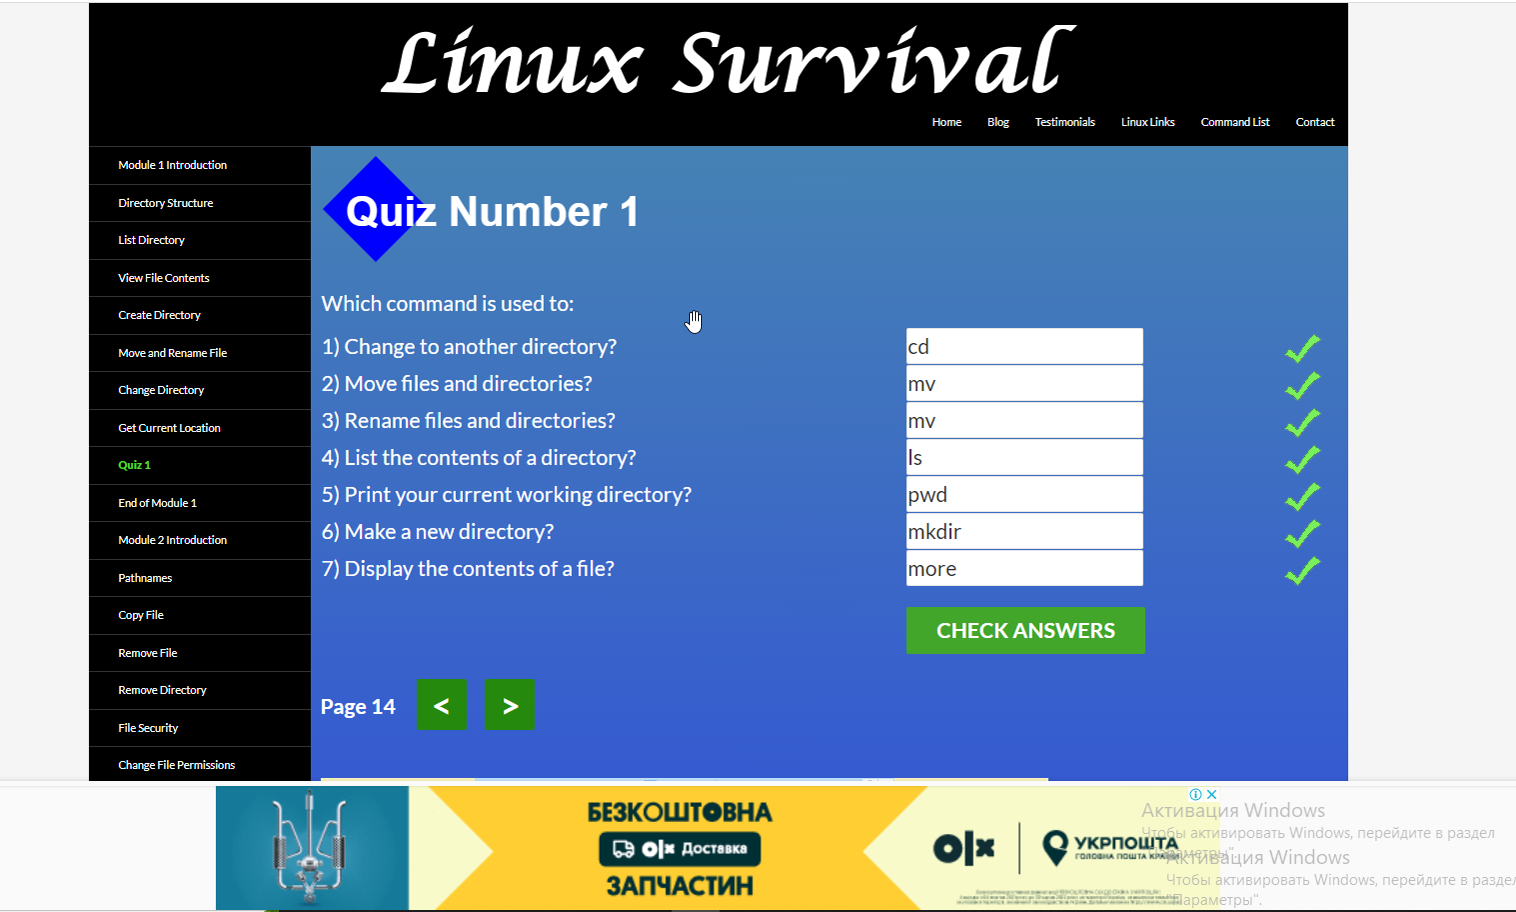 Linux Survival
Home Blog Testimonials Linux Links Command List Contact
Module 1 Introduction
Directory Structure
List Directory
View File Contents
Create Directory
Move and Rename File
Change Directory
Get Current Location
Quiz 1
End of Module 1
Module 2 Introduction
Pathnames
Copy File
Remove File
Remove Directory
File Security
Change File Permissions
Quiz Number 1
Which command is used to:
1) Change to another directory? cd
2) Move files and directories? mv
3) Rename files and directories? mv
4) List the contents of a directory? ls
5) Print your current working directory? pwd
6) Make a new directory? mkdir
7) Display the contents of a file? more
CHECK ANSWERS
Page 14 < >
БЕЗКОШТОВНА
olx Доставка
ЗАПЧАСТИН
olx
УКРПОШТА
ГОЛОВНА ПОШТА КРАЇНИ
Активация Windows
Чтобы активировать Windows, перейдите в раздел
"Параметры".
Активация Windows
Чтобы активировать Windows, перейдите в раздел
"Параметры".